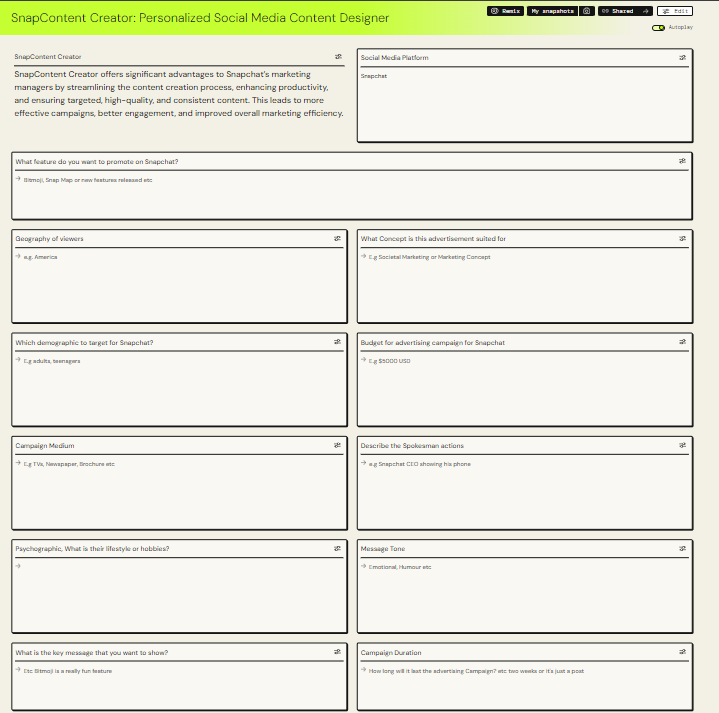 SnapContent Creator: Personalized Social Media Content Designer
Remix
My snapshots
Shared
Edit
Autoplay
SnapContent Creator
SnapContent Creator offers significant advantages to Snapchat's marketing
managers by streamlining the content creation process, enhancing productivity,
and ensuring targeted, high-quality, and consistent content. This leads to more
effective campaigns, better engagement, and improved overall marketing efficiency.
Social Media Platform
Snapchat
What feature do you want to promote on Snapchat?
Bitmoji, Snap Map or new features released etc
Geography of viewers
e.g. America
What Concept is this advertisement suited for
E.g Societal Marketing or Marketing Concept
Which demographic to target for Snapchat?
E.g adults, teenagers
Budget for advertising campaign for Snapchat
E.g $5000 USD
Campaign Medium
E.g TVs, Newspaper, Brochure etc
Describe the Spokesman actions
e.g Snapchat CEO showing his phone
Psychographic, What is their lifestyle or hobbies?
Message Tone
Emotional, Humour etc
What is the key message that you want to show?
Etc Bitmoji is a really fun feature
Campaign Duration
How long will it last the advertising Campaign? etc two weeks or it's just a post